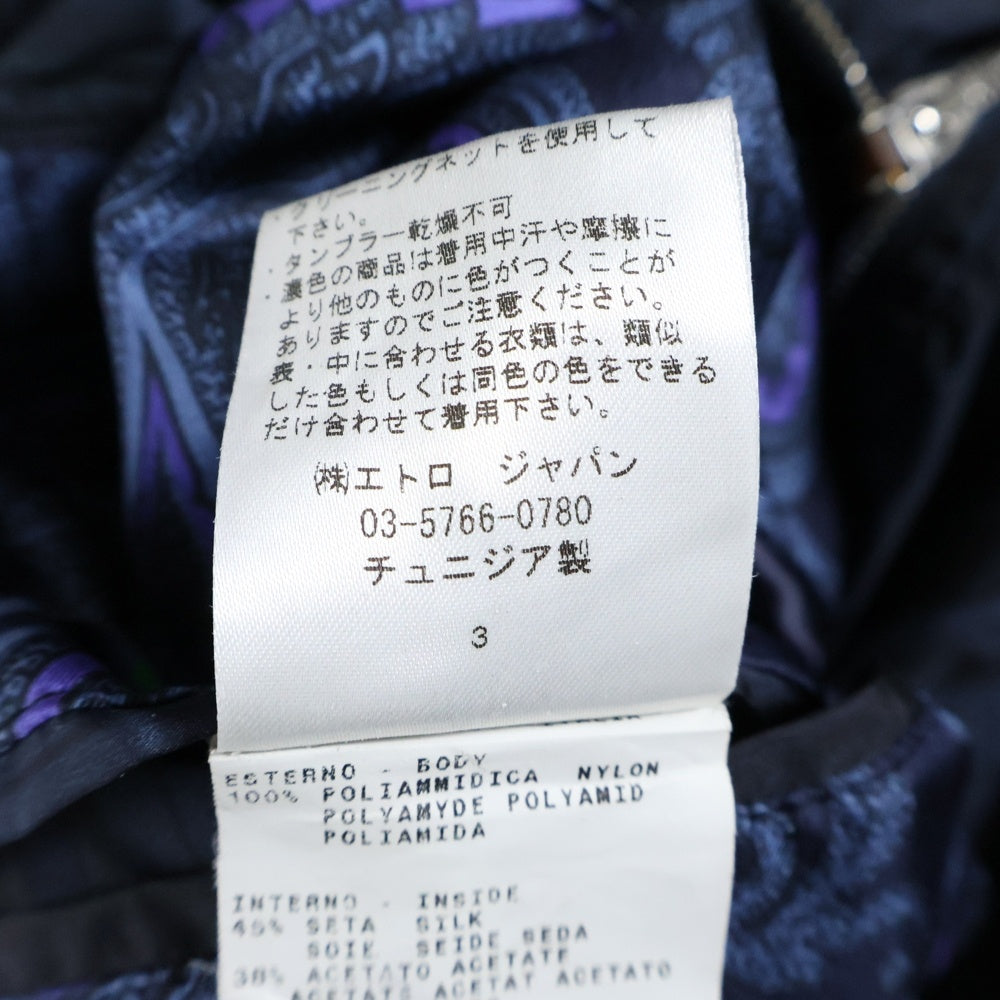 ・クリーニングネットを使用して
下さい。
・タンブラー乾燥不可
・濃色の商品は着用中汗や摩擦に
より他のものに色がつくことが
ありますのでご注意ください。
表・中に合わせる衣類は、類似
した色もしくは同色の色をできる
だけ合わせて着用下さい。
㈱エトロ ジャパン
03-5766-0780
チュニジア製
3
ESTERNO - BODY
100% POLIAMMIDICA NYLON
POLYAMYDE POLYAMID
POLIAMIDA
INTERNO - INSIDE
SETA SILK
SOIE SEIDE SEDA
38% ACETATO ACETATE
ACETATE ACETAT ACETATO